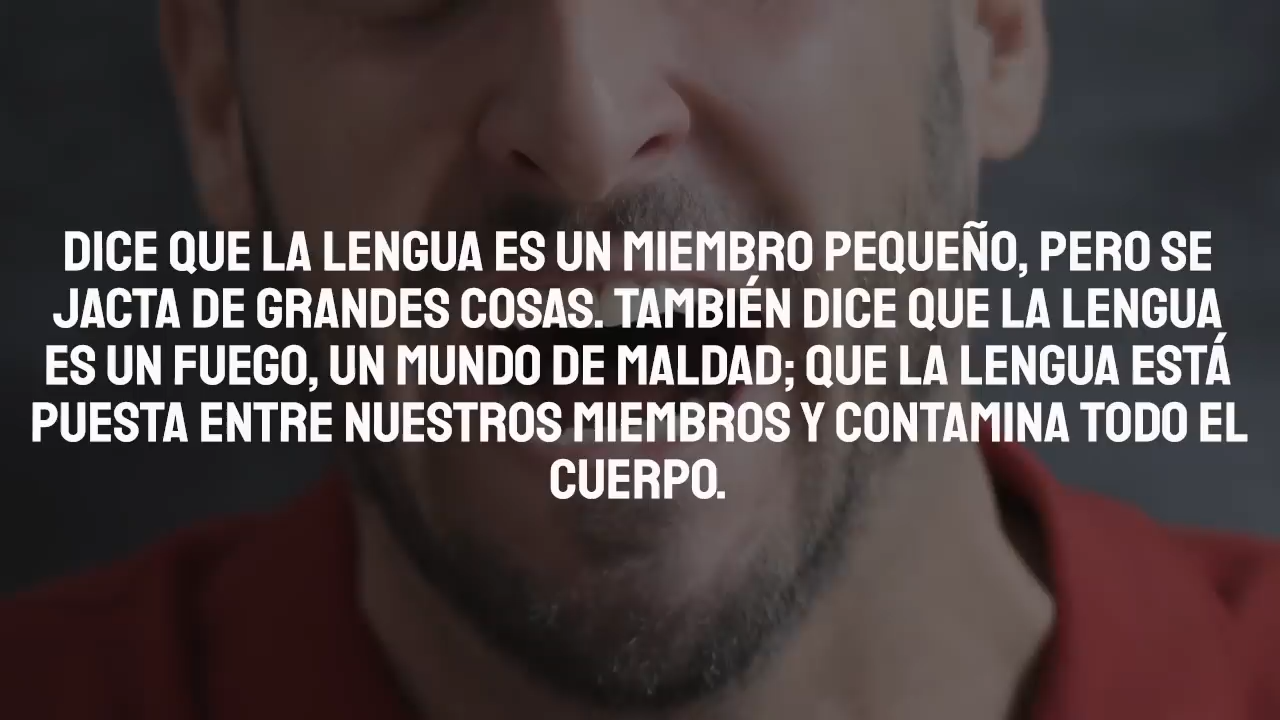 DICE QUE LA LENGUA ES UN MIEMBRO PEQUEÑO, PERO SE
JACTA DE GRANDES COSAS. TAMBIÉN DICE QUE LA LENGUA
ES UN FUEGO, UN MUNDO DE MALDAD; QUE LA LENGUA ESTÁ
PUESTA ENTRE NUESTROS MIEMBROS Y CONTAMINA TODO EL
CUERPO.